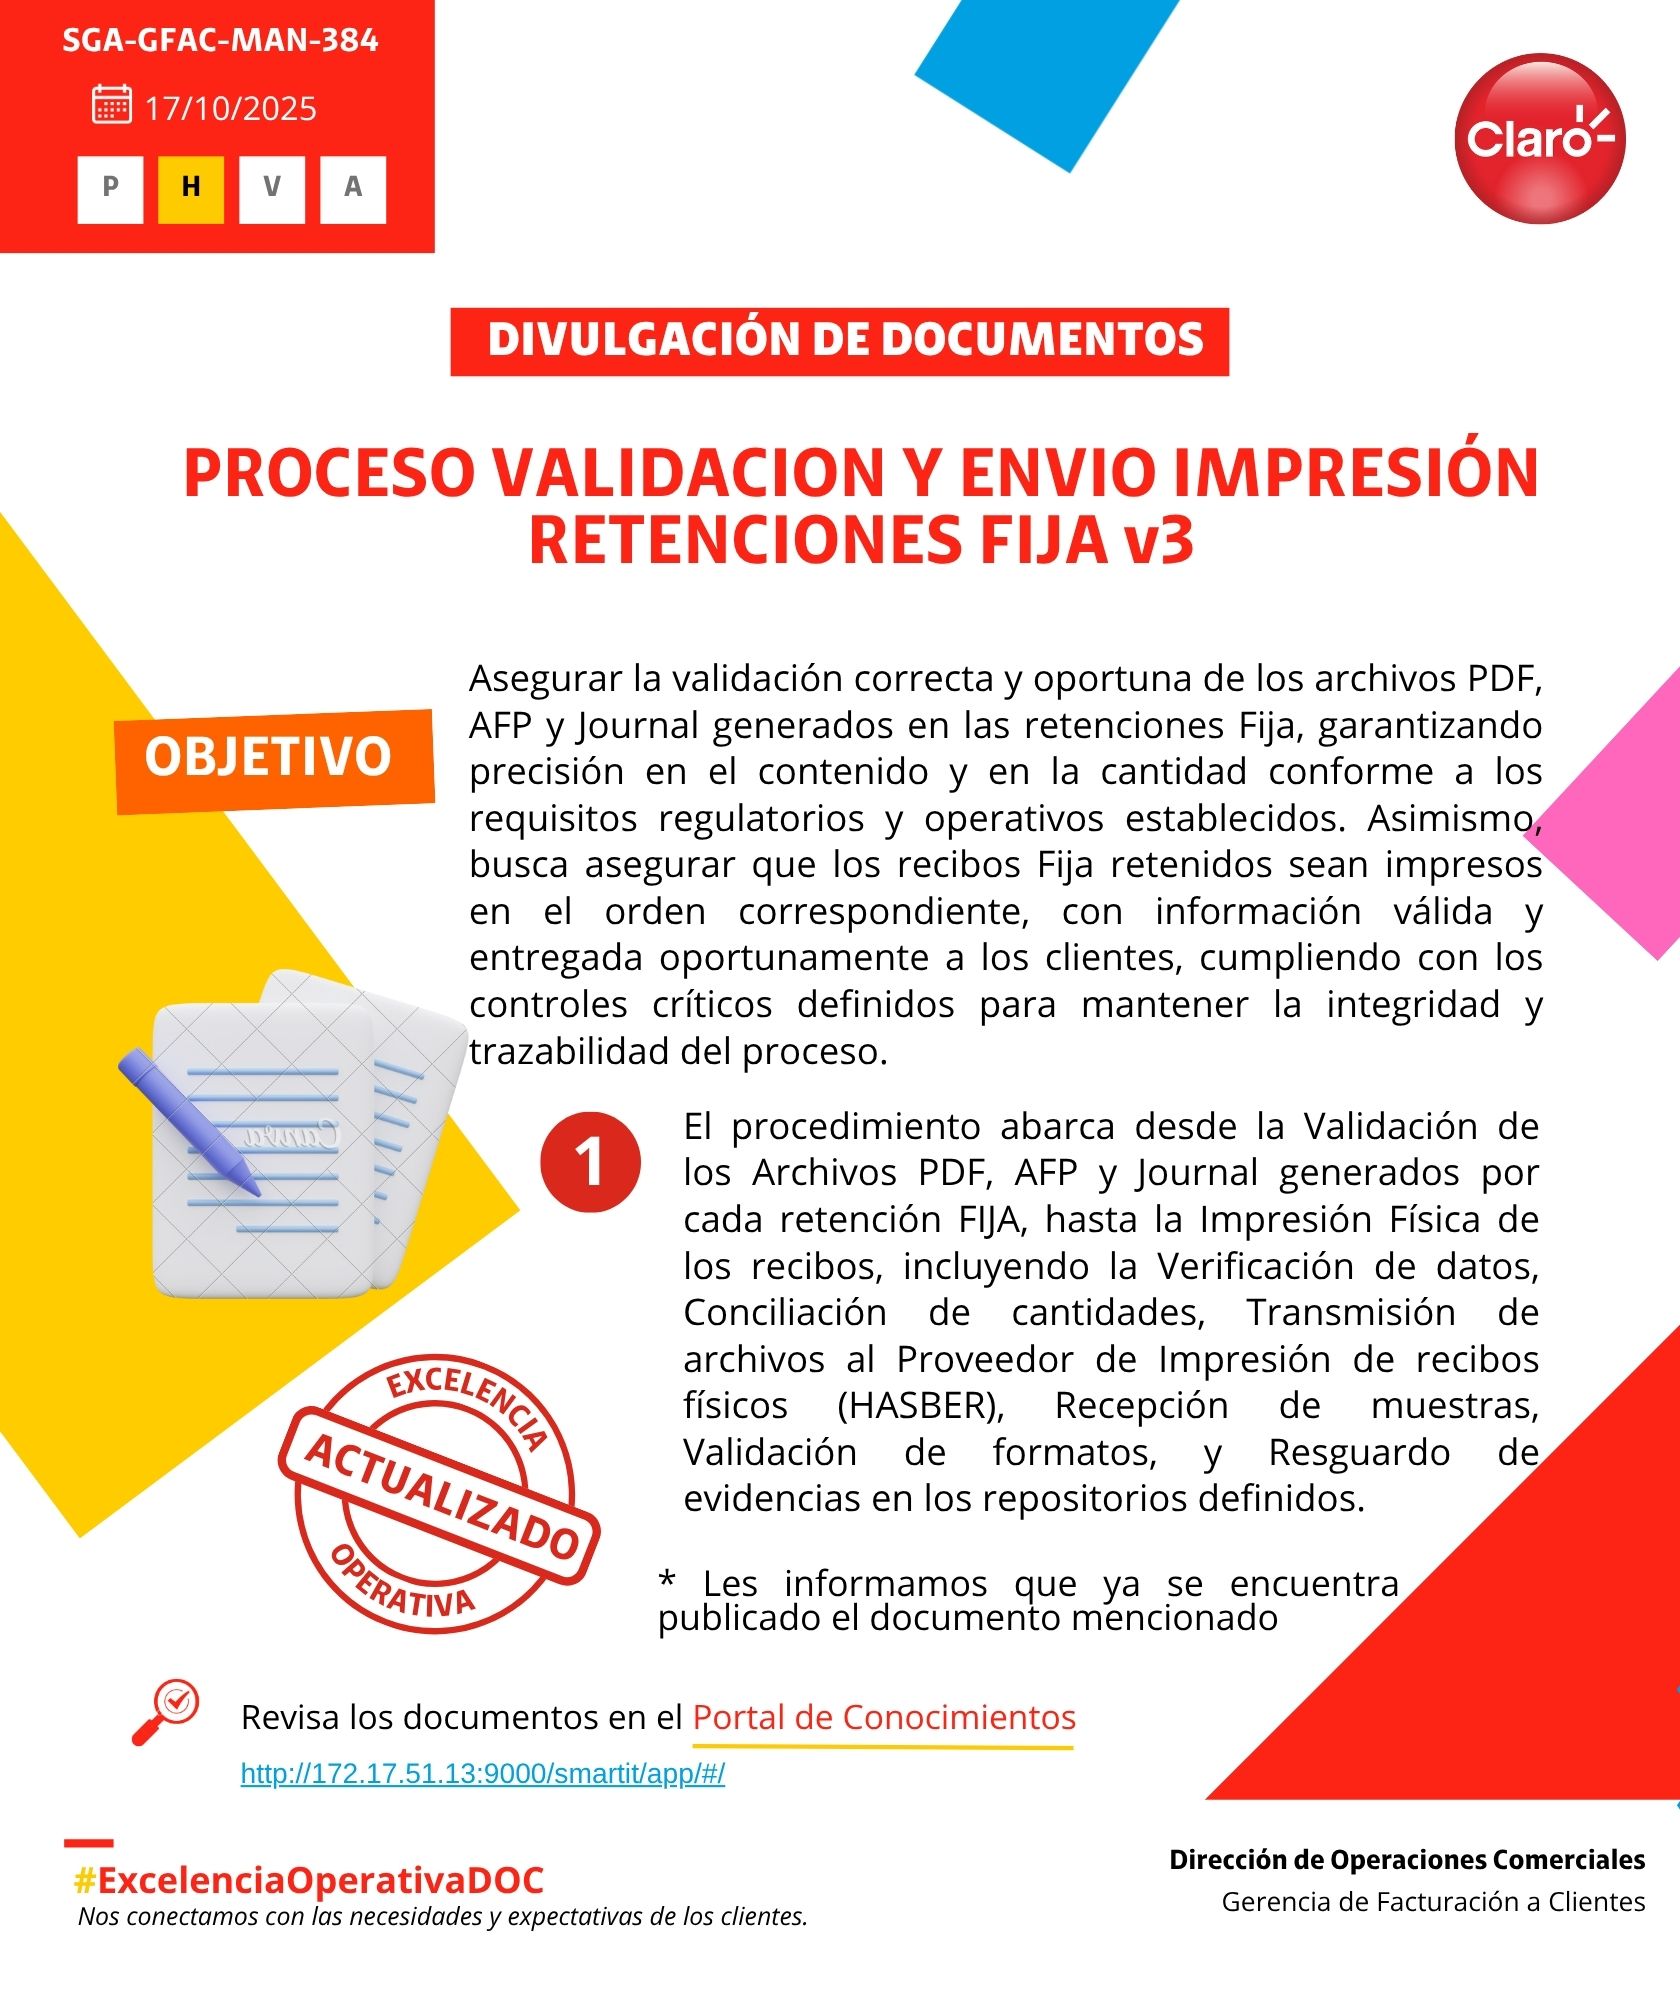 SGA-GFAC-MAN-384
17/10/2025
P H V A
Claro
DIVULGACIÓN DE DOCUMENTOS
PROCESO VALIDACION Y ENVIO IMPRESIÓN
RETENCIONES FIJA v3
OBJETIVO
Asegurar la validación correcta y oportuna de los archivos PDF,
AFP y Journal generados en las retenciones Fija, garantizando
precisión en el contenido y en la cantidad conforme a los
requisitos regulatorios y operativos establecidos. Asimismo,
busca asegurar que los recibos Fija retenidos sean impresos
en el orden correspondiente, con información válida y
entregada oportunamente a los clientes, cumpliendo con los
controles críticos definidos para mantener la integridad y
trazabilidad del proceso.
Canva
1
El procedimiento abarca desde la Validación de
los Archivos PDF, AFP y Journal generados por
cada retención FIJA, hasta la Impresión Física de
los recibos, incluyendo la Verificación de datos,
Conciliación de cantidades, Transmisión de
archivos al Proveedor de Impresión de recibos
físicos (HASBER), Recepción de muestras,
Validación de formatos, y Resguardo de
evidencias en los repositorios definidos.
EXCELENCIA
ACTUALIZADO
OPERATIVA
* Les informamos que ya se encuentra
publicado el documento mencionado
Revisa los documentos en el Portal de Conocimientos
http://172.17.51.13:9000/smartit/app/#/
#ExcelenciaOperativaDOC
Nos conectamos con las necesidades y expectativas de los clientes.
Dirección de Operaciones Comerciales
Gerencia de Facturación a Clientes